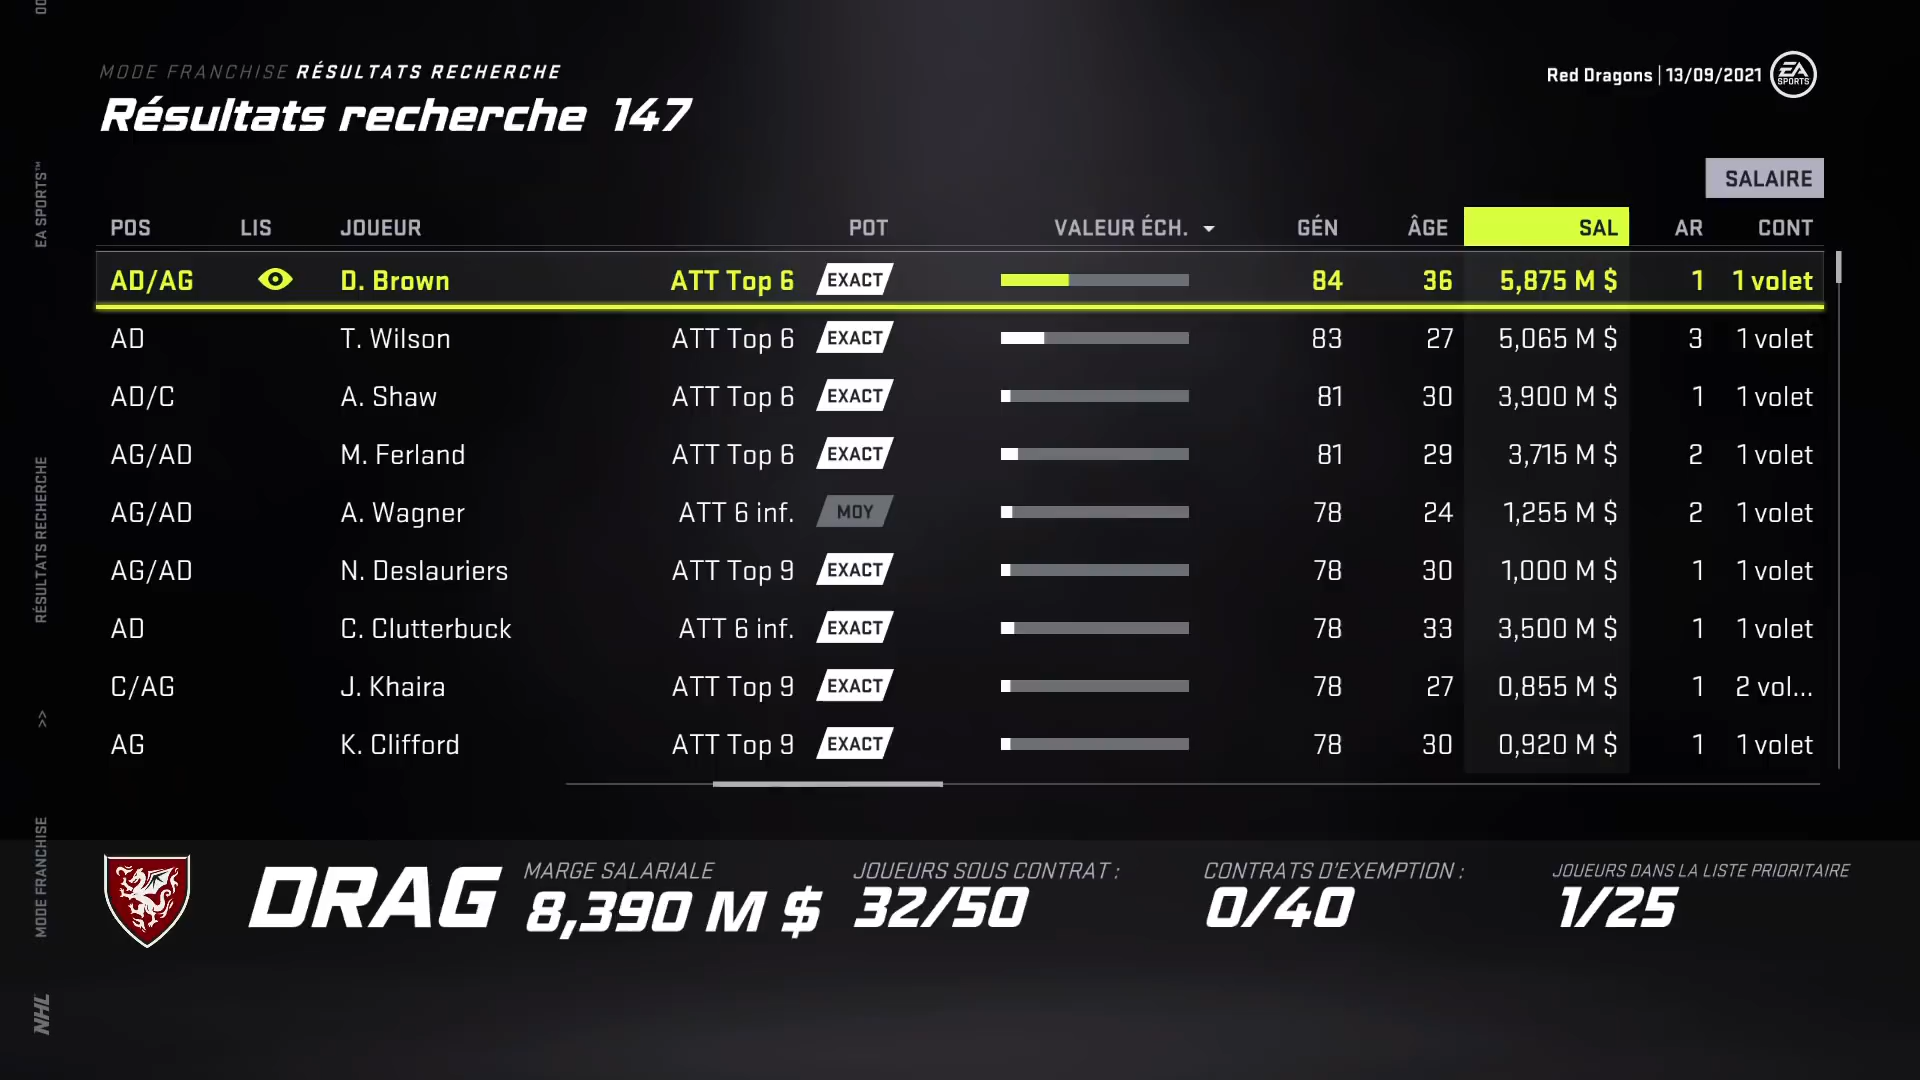 MODE FRANCHISE RÉSULTATS RECHERCHE
Résultats recherche 147
Red Dragons | 13/09/2021
EA SPORTS
SALAIRE
POS LIS JOUEUR POT VALEUR ÉCH. GÉN ÂGE SAL AR CONT
AD/AG D. Brown ATT Top 6 EXACT 84 36 5,875 M $ 1 1 volet
AD T. Wilson ATT Top 6 EXACT 83 27 5,065 M $ 3 1 volet
AD/C A. Shaw ATT Top 6 EXACT 81 30 3,900 M $ 1 1 volet
AG/AD M. Ferland ATT Top 6 EXACT 81 29 3,715 M $ 2 1 volet
AG/AD A. Wagner ATT 6 inf. MOY 78 24 1,255 M $ 2 1 volet
AG/AD N. Deslauriers ATT Top 9 EXACT 78 30 1,000 M $ 1 1 volet
AD C. Clutterbuck ATT 6 inf. EXACT 78 33 3,500 M $ 1 1 volet
C/AG J. Khaira ATT Top 9 EXACT 78 27 0,855 M $ 1 2 vol...
AG K. Clifford ATT Top 9 EXACT 78 30 0,920 M $ 1 1 volet
DRAG
MARGE SALARIALE
8,390 M $
JOUEURS SOUS CONTRAT :
32/50
CONTRATS D'EXEMPTION :
0/40
JOUEURS DANS LA LISTE PRIORITAIRE
1/25
NHL
MODE FRANCHISE
>>
RÉSULTATS RECHERCHE
EA SPORTS™